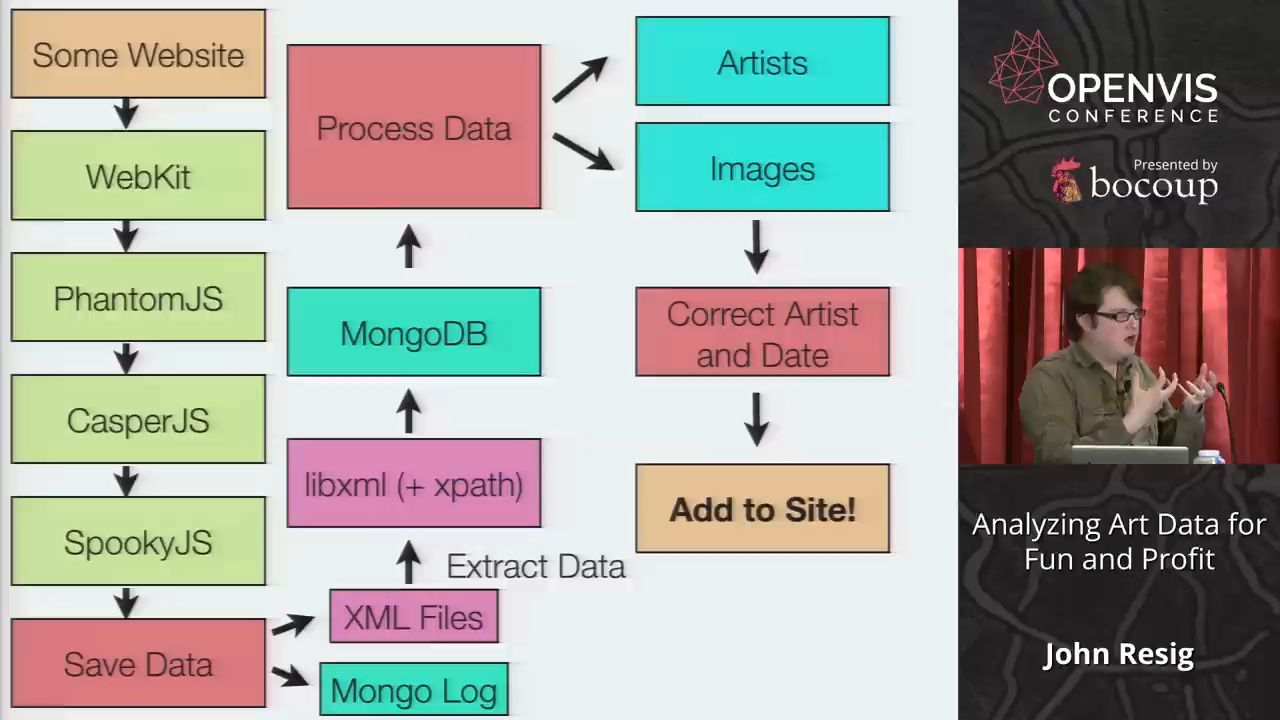 Some Website
WebKit
PhantomJS
CasperJS
SpookyJS
Save Data
Process Data
MongoDB
libxml (+ xpath)
Extract Data
XML Files
Mongo Log
Artists
Images
Correct Artist
and Date
Add to Site!
OPENVIS
CONFERENCE
Presented by
bocoup
Analyzing Art Data for
Fun and Profit
John Resig